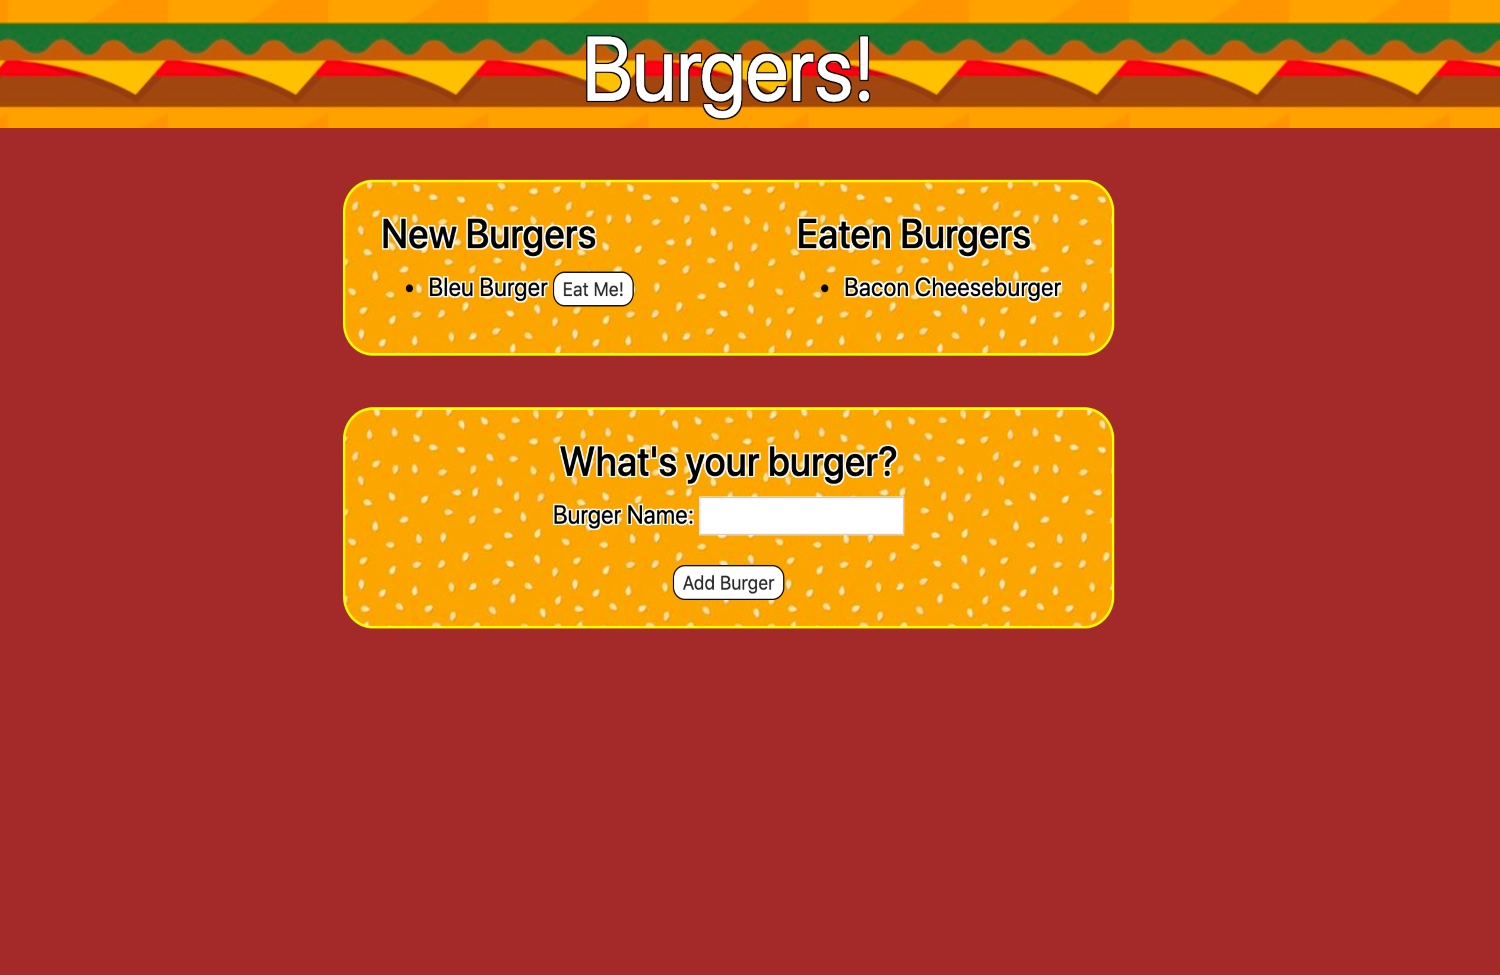 Burgers!
New Burgers
Bleu Burger Eat Me!
Eaten Burgers
Bacon Cheeseburger
What's your burger?
Burger Name:
Add Burger